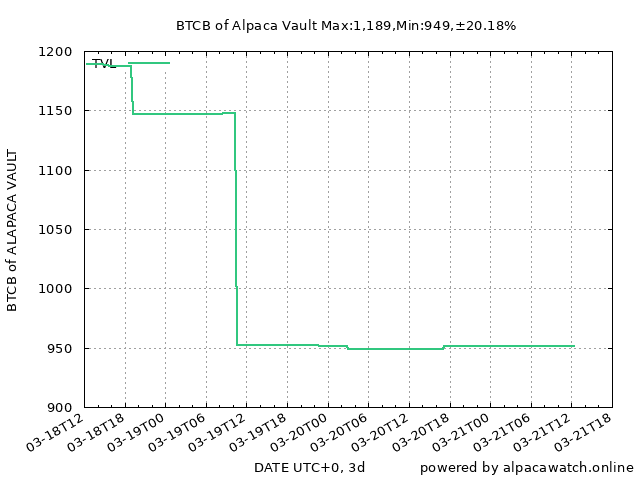 BTCB of Alpaca Vault Max:1,189,Min:949,±20.18%
TVL
1200
1150
1100
1050
1000
950
900
BTCB of ALAPACA VAULT
03-18T12
03-18T18
03-19T00
03-19T06
03-19T12
03-19T18
03-20T00
03-20T06
03-20T12
03-20T18
03-21T00
03-21T06
03-21T12
03-21T18
DATE UTC+0, 3d
powered by alpacawatch.online